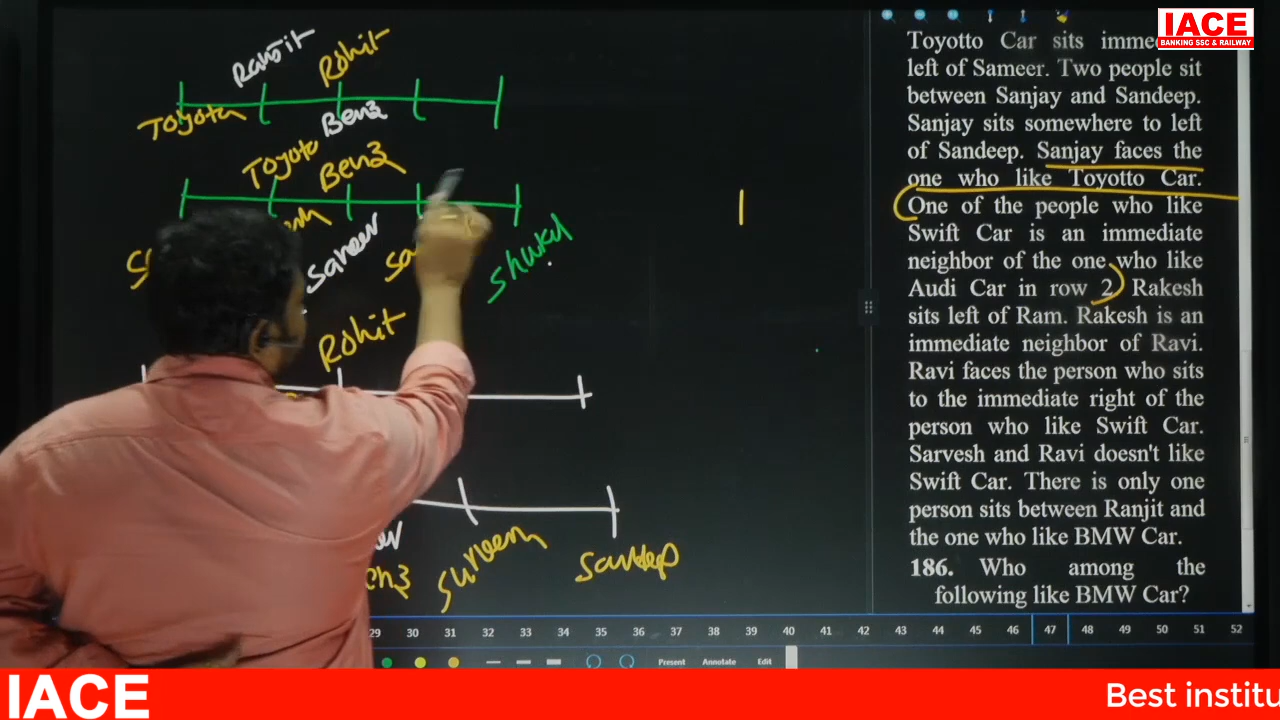 IACE
BANKING SSC & RAILWAY
Ranjit
Rohit
Toyota
Benz
Toyota
Benz
Sameer
Shukul
Rohit
Sandeep
Toyotto Car sits
left of Sameer. Two people sit
between Sanjay and Sandeep.
Sanjay sits somewhere to left
of Sandeep. Sanjay faces the
one who like Toyotto Car.
One of the people who like
Swift Car is an immediate
neighbor of the one who like
Audi Car in row 2. Rakesh
sits left of Ram. Rakesh is an
immediate neighbor of Ravi.
Ravi faces the person who sits
to the immediate right of the
person who like Swift Car.
Sarvesh and Ravi doesn't like
Swift Car. There is only one
person sits between Ranjit and
the one who like BMW Car.
186. Who among the
following like BMW Car?
29 30 31 32 33 34 35 36 37 38 39 40 41 42 43 44 45 46 47 48 49 50 51 52
Present Annotate Edit
IACE
Best institu